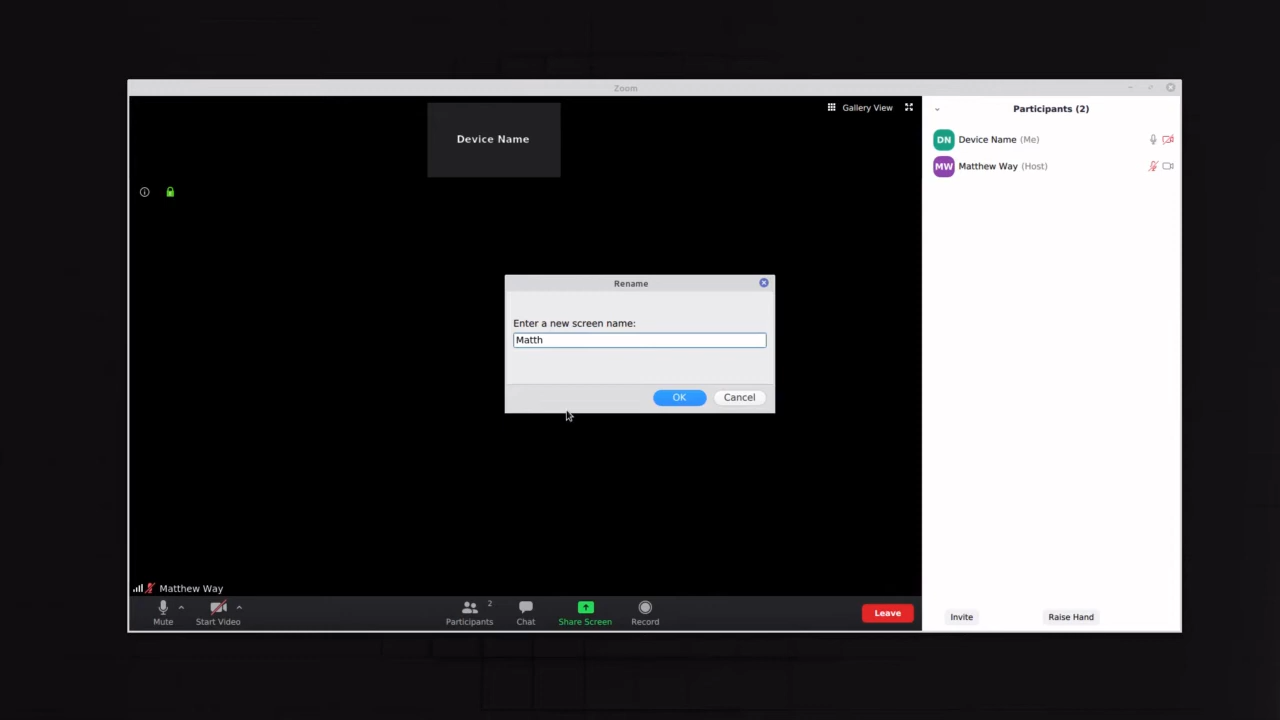 Zoom
Device Name
Gallery View
Participants (2)
DN Device Name (Me)
MW Matthew Way (Host)
Rename
Enter a new screen name:
Matth
OK Cancel
Matthew Way
Mute
Start Video
Participants 2
Chat
Share Screen
Record
Leave
Invite
Raise Hand